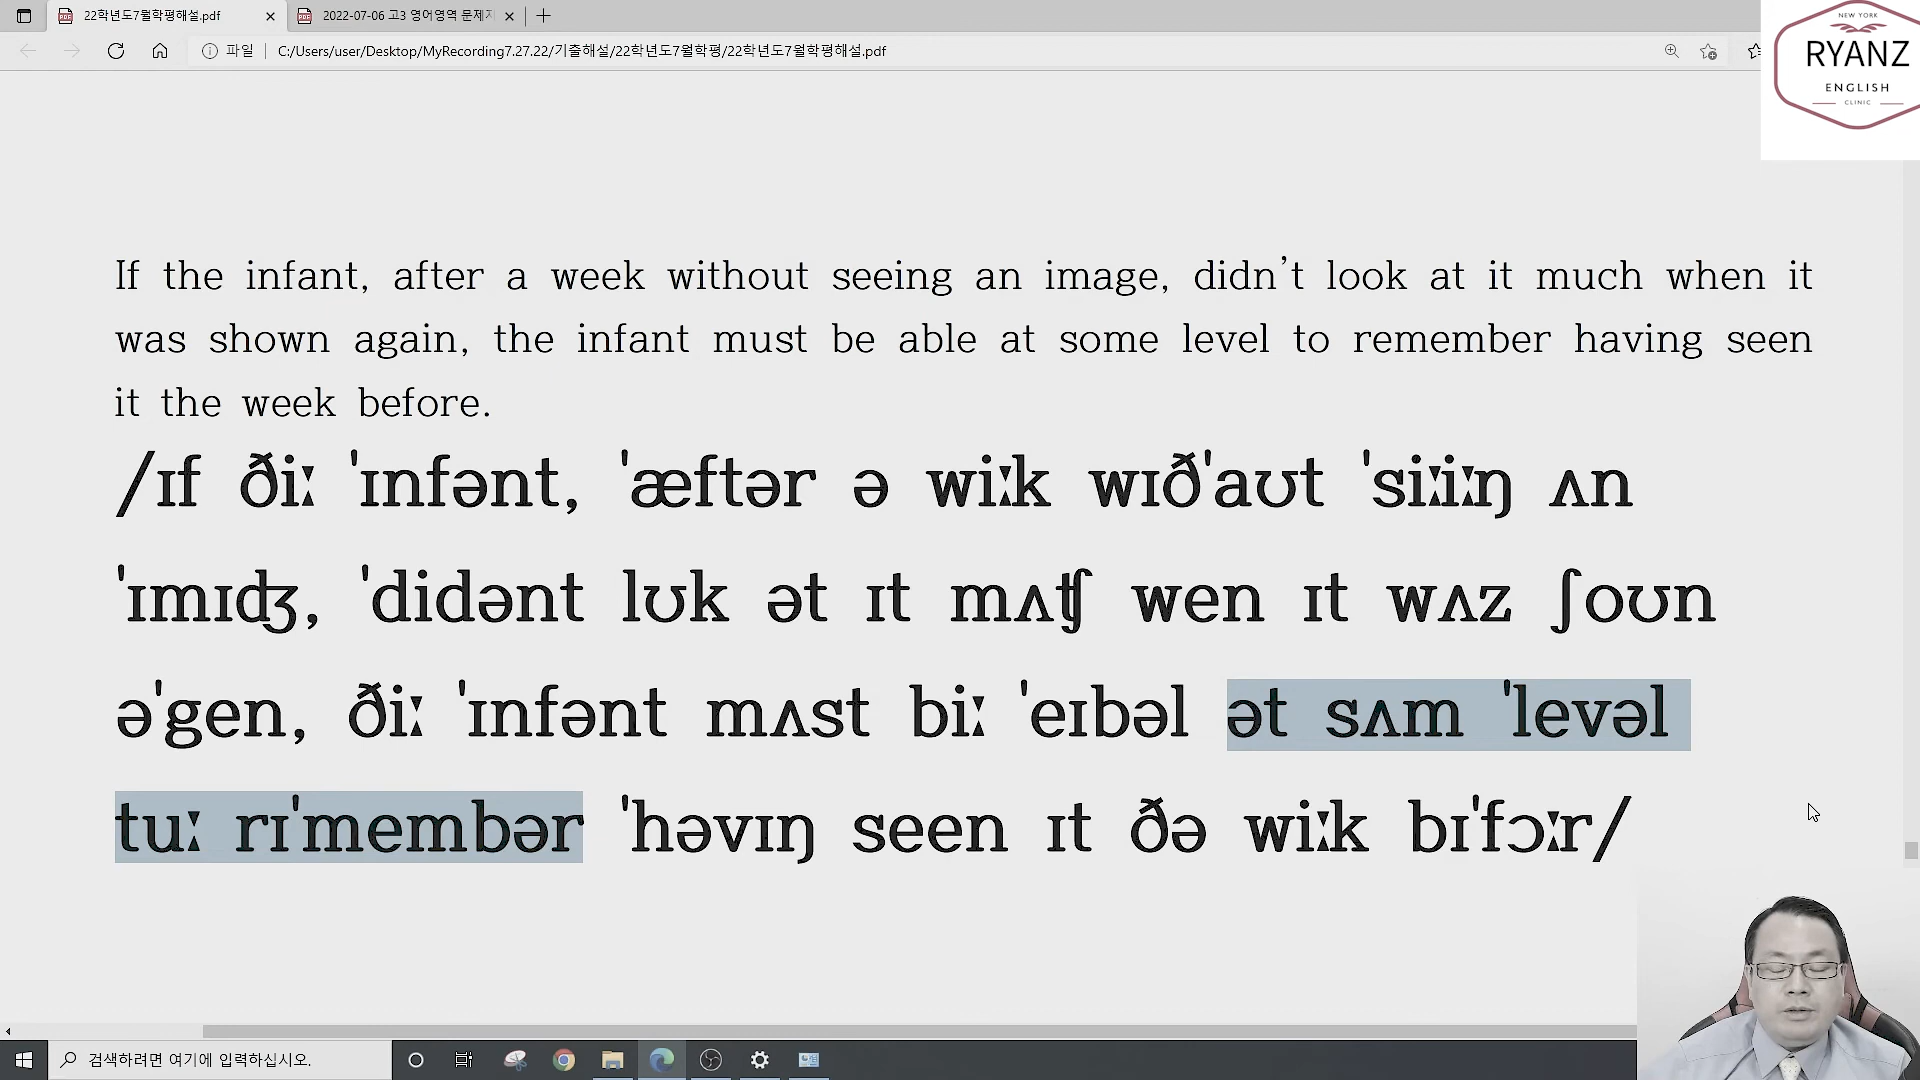 22학년도7월학평해설.pdf
2022-07-06 고3 영어영역 문제지
파일
C:/Users/user/Desktop/MyRecording7.27.22/기출해설/22학년도7월학평/22학년도7월학평해설.pdf
NEW YORK
RYANZ
ENGLISH
CLINIC
If the infant, after a week without seeing an image, didn't look at it much when it
was shown again, the infant must be able at some level to remember having seen
it the week before.
/ɪf ðiː ˈɪnfənt, ˈæftər ə wiːk wɪðˈaʊt ˈsiːiːŋ ʌn
ˈɪmɪʤ, ˈdidənt lʊk ət ɪt mʌʧ wen ɪt wʌz ʃoʊn
əˈgen, ðiː ˈɪnfənt mʌst biː ˈeɪbəl ət sʌm ˈlevəl
tuː rɪˈmembər ˈhəvɪŋ seen ɪt ðə wiːk bɪˈfɔːr/
검색하려면 여기에 입력하십시오.